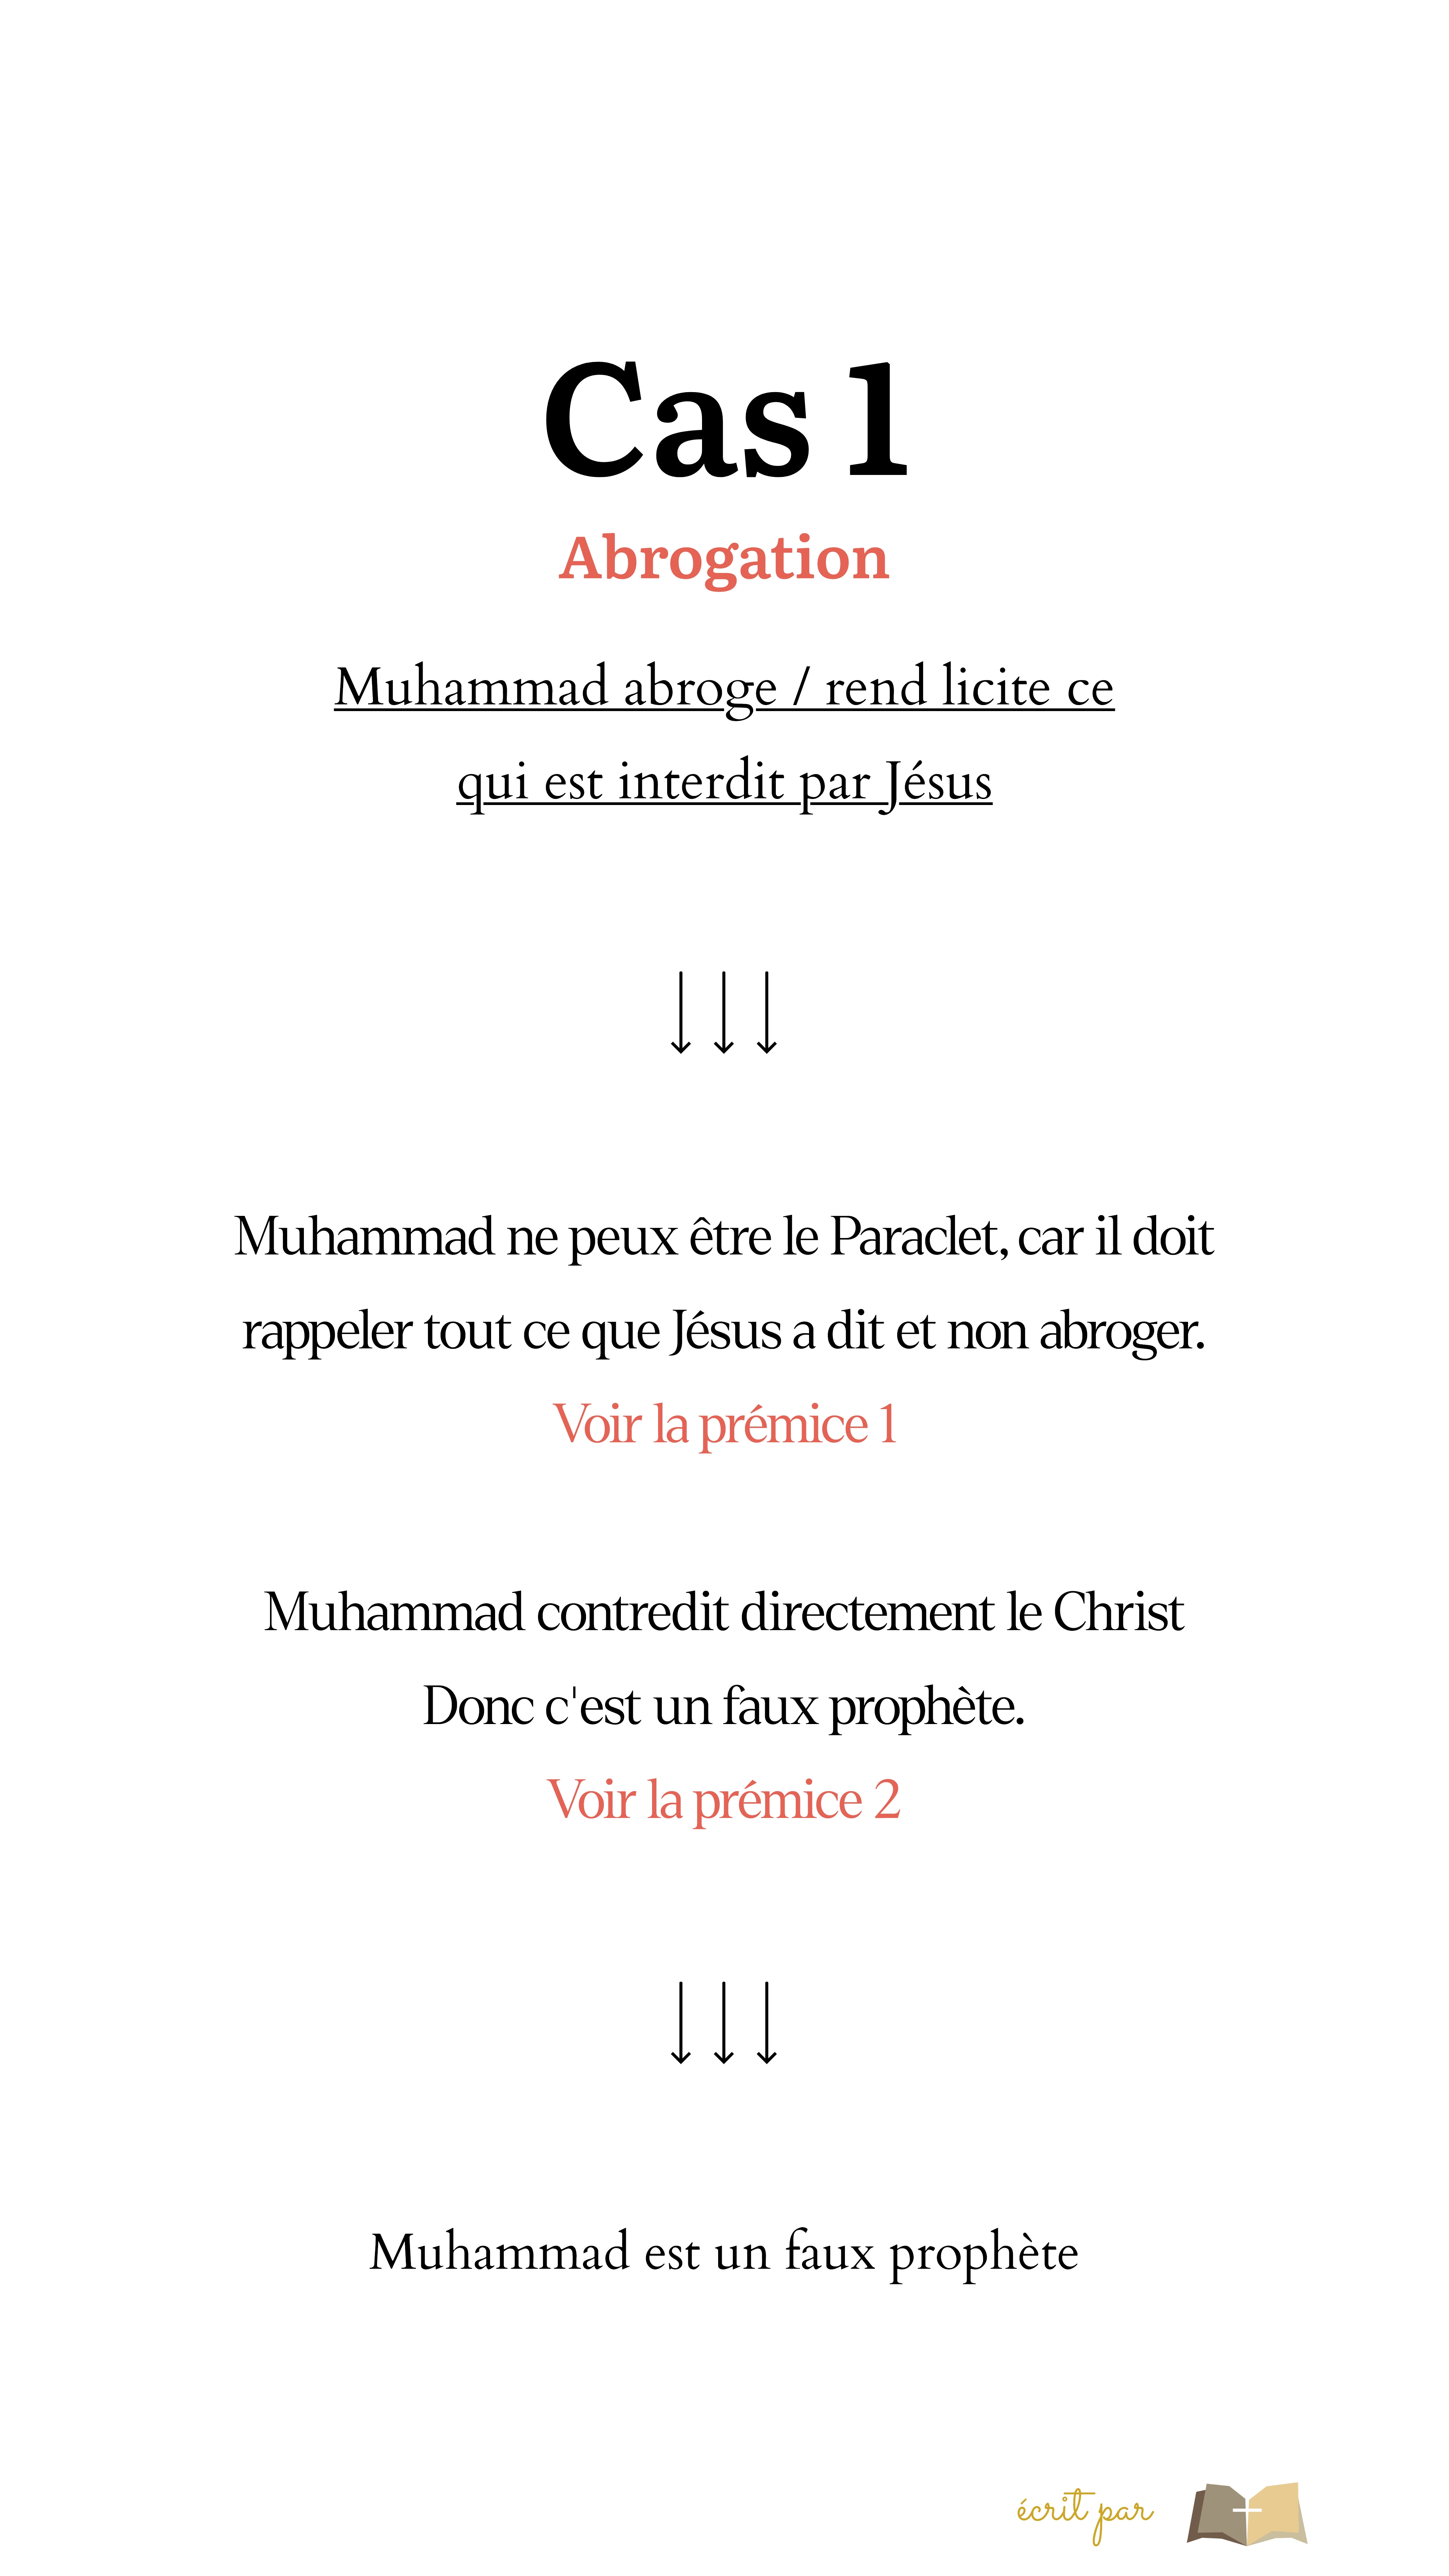 Cas 1
Abrogation
Muhammad abroge / rend licite ce
qui est interdit par Jésus
↓↓↓
Muhammad ne peux être le Paraclet, car il doit
rappeler tout ce que Jésus a dit et non abroger.
Voir la prémice 1
Muhammad contredit directement le Christ
Donc c'est un faux prophète.
Voir la prémice 2
↓↓↓
Muhammad est un faux prophète
écrit par